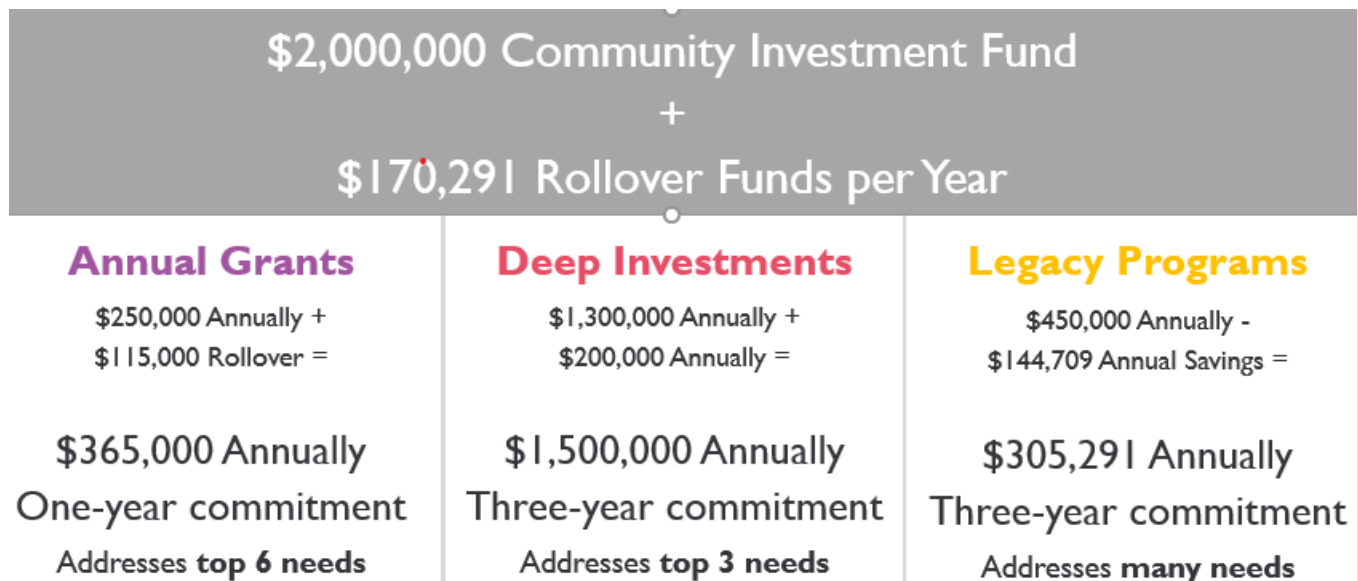 $2,000,000 Community Investment Fund
+
$170,291 Rollover Funds per Year
Annual Grants
$250,000 Annually +
$115,000 Rollover =
$365,000 Annually
One-year commitment
Addresses top 6 needs
Deep Investments
$1,300,000 Annually +
$200,000 Annually =
$1,500,000 Annually
Three-year commitment
Addresses top 3 needs
Legacy Programs
$450,000 Annually -
$144,709 Annual Savings =
$305,291 Annually
Three-year commitment
Addresses many needs